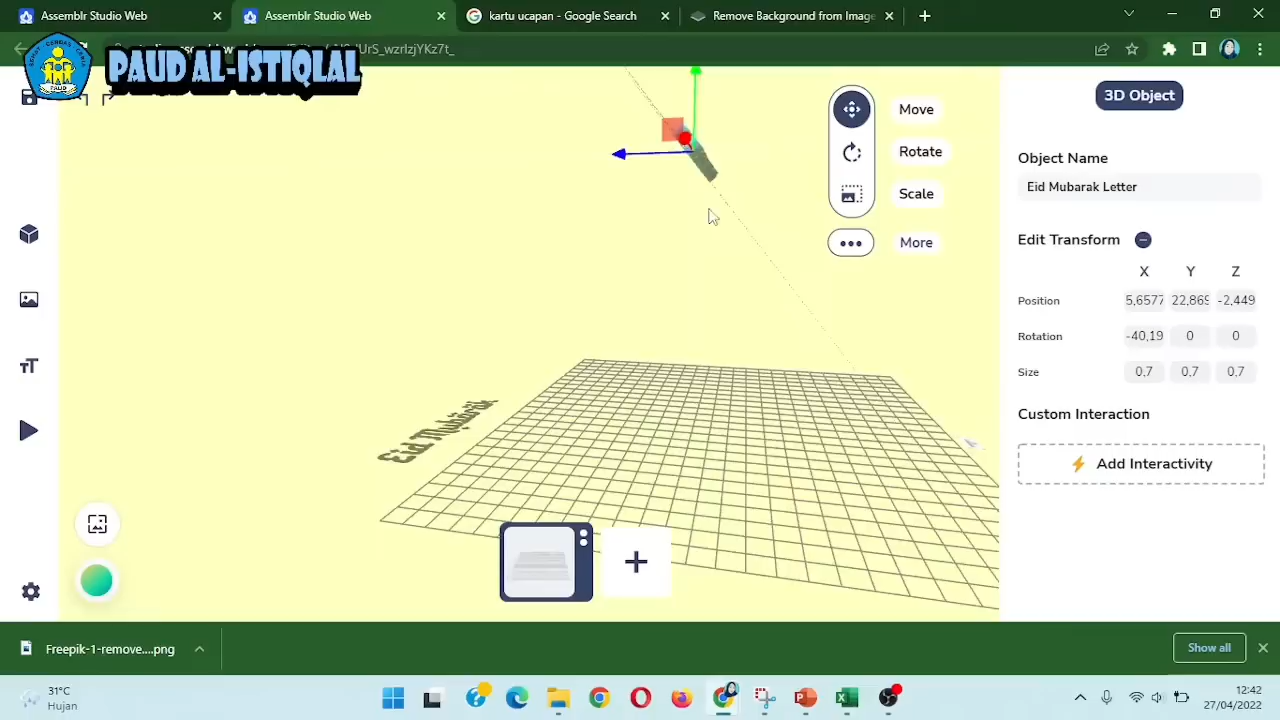 Assemblr Studio Web
Assemblr Studio Web
kartu ucapan - Google Search
Remove Background from Image
PAUD AL-ISTIQLAL
3D Object
Move
Rotate
Scale
More
Object Name
Eid Mubarak Letter
Edit Transform
X Y Z
Position 5,6577 22,869 -2,449
Rotation -40,19 0 0
Size 0,7 0,7 0,7
Custom Interaction
Add Interactivity
Eid Mubarak
Freepik-1-remove....png
Show all
31°C
Hujan
12:42
27/04/2022